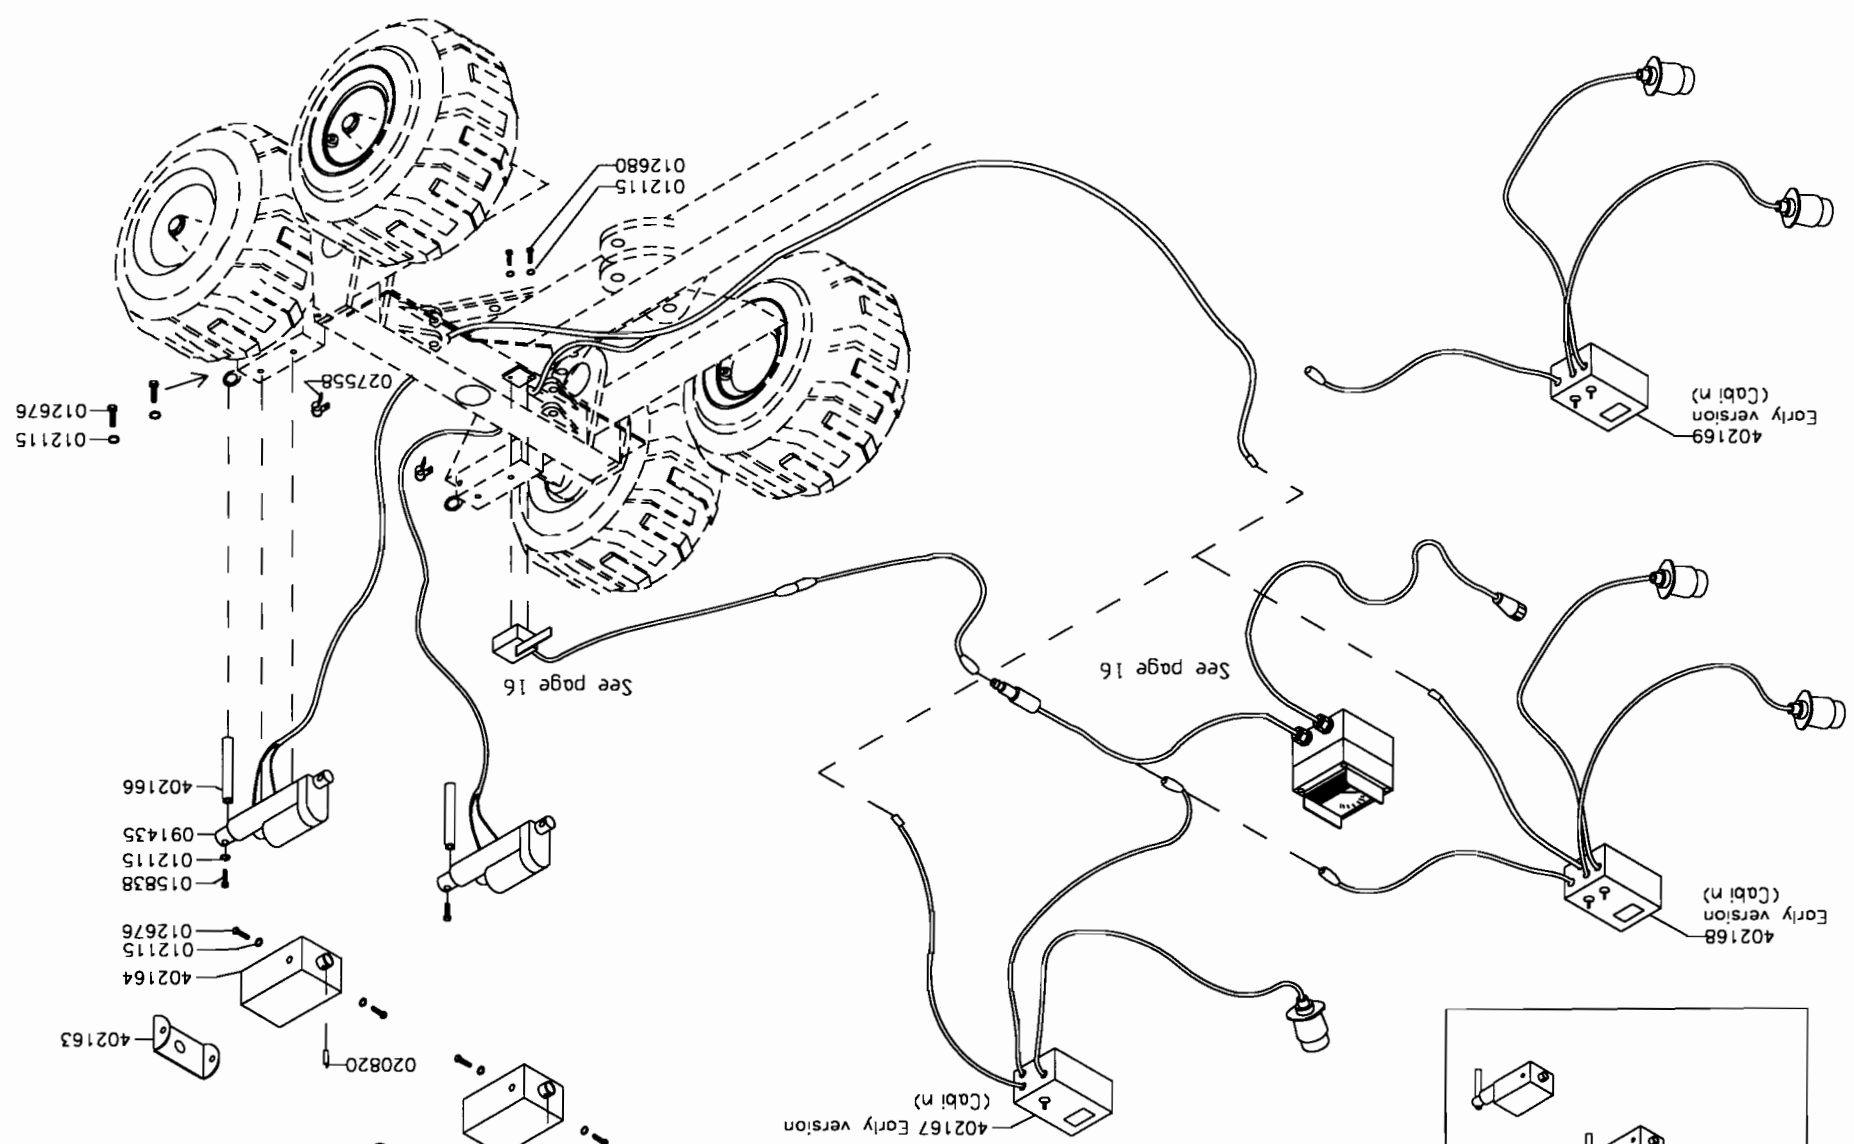 402167 Early version
(Cabin)
020820
402163
402164
012115
012676
402168
Early version
(Cabin)
015838
012115
091435
402166
See page 16
See page 16
402169
Early version
(Cabin)
012115
012676
027558
012115
012680